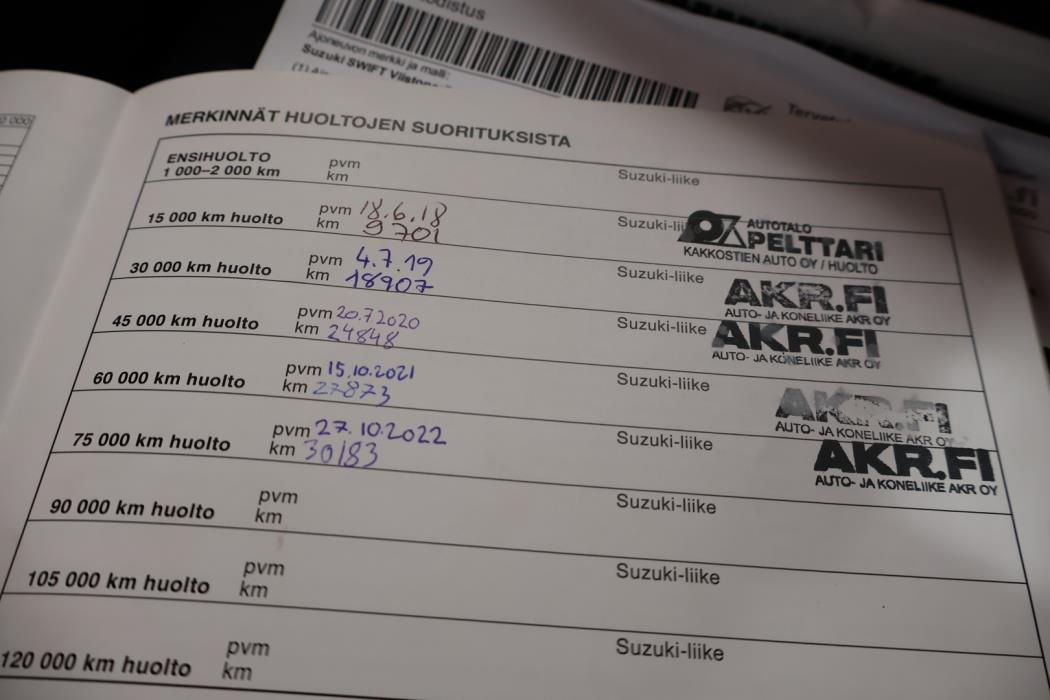 Ajoneuvon merkki ja malli:
Suzuki SWIFT
MERKINNÄT HUOLTOJEN SUORITUKSISTA
ENSIHUOLTO
1 000–2 000 km
pvm
km
Suzuki-liike
15 000 km huolto
pvm 18.6.18
km 9701
AUTOTALO
PELTTARI
KAKKOSTIEN AUTO OY / HUOLTO
30 000 km huolto
pvm 4.7.19
km 18907
Suzuki-liike
AKR.FI
AUTO- JA KONELIIKE AKR OY
45 000 km huolto
pvm 20.7.2020
km 24848
Suzuki-liike
AKR.FI
AUTO- JA KONELIIKE AKR OY
60 000 km huolto
pvm 15.10.2021
km 27873
Suzuki-liike
AKR.FI
AUTO- JA KONELIIKE AKR OY
75 000 km huolto
pvm 27.10.2022
km 30183
Suzuki-liike
AKR.FI
AUTO- JA KONELIIKE AKR OY
90 000 km huolto
pvm
km
Suzuki-liike
105 000 km huolto
pvm
km
Suzuki-liike
120 000 km huolto
pvm
km
Suzuki-liike